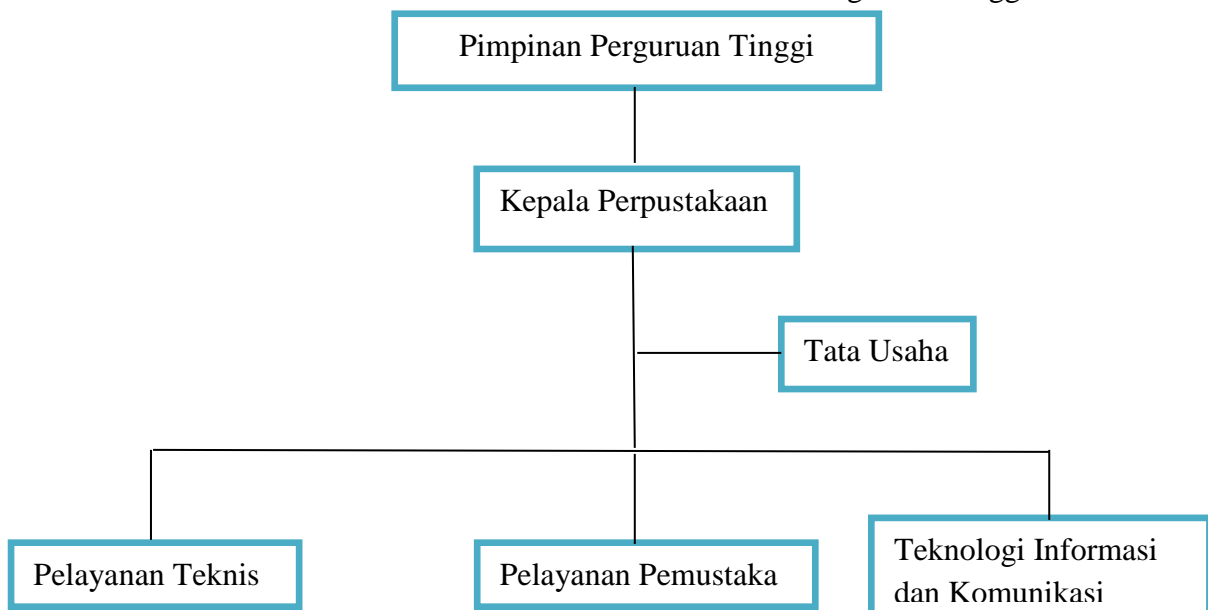 Pimpinan Perguruan Tinggi
Kepala Perpustakaan
Tata Usaha
Pelayanan Teknis
Pelayanan Pemustaka
Teknologi Informasi
dan Komunikasi